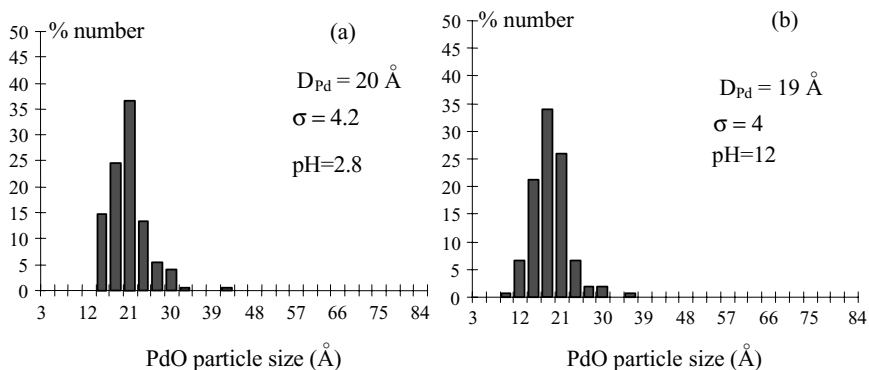 % number
(a)
50
45
40
35
30
25
20
15
10
5
0
D_Pd = 20 Å
σ = 4.2
pH=2.8
3 12 21 30 39 48 57 66 75 84
PdO particle size (Å)
% number
(b)
50
45
40
35
30
25
20
15
10
5
0
D_Pd = 19 Å
σ = 4
pH=12
3 12 21 30 39 48 57 66 75 84
PdO particle size (Å)